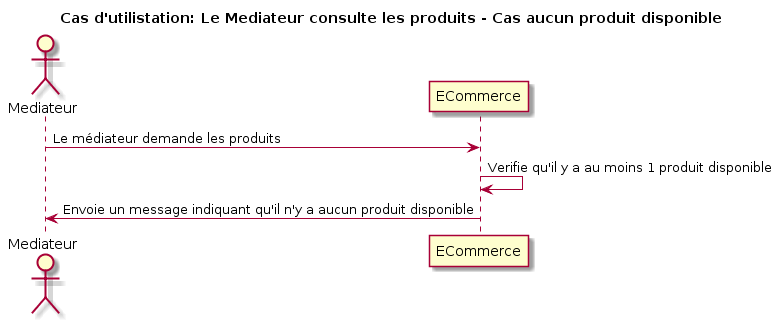 Cas d'utilistation: Le Mediateur consulte les produits - Cas aucun produit disponible
Mediateur
ECommerce
Le médiateur demande les produits
Verifie qu'il y a au moins 1 produit disponible
Envoie un message indiquant qu'il n'y a aucun produit disponible
Mediateur
ECommerce